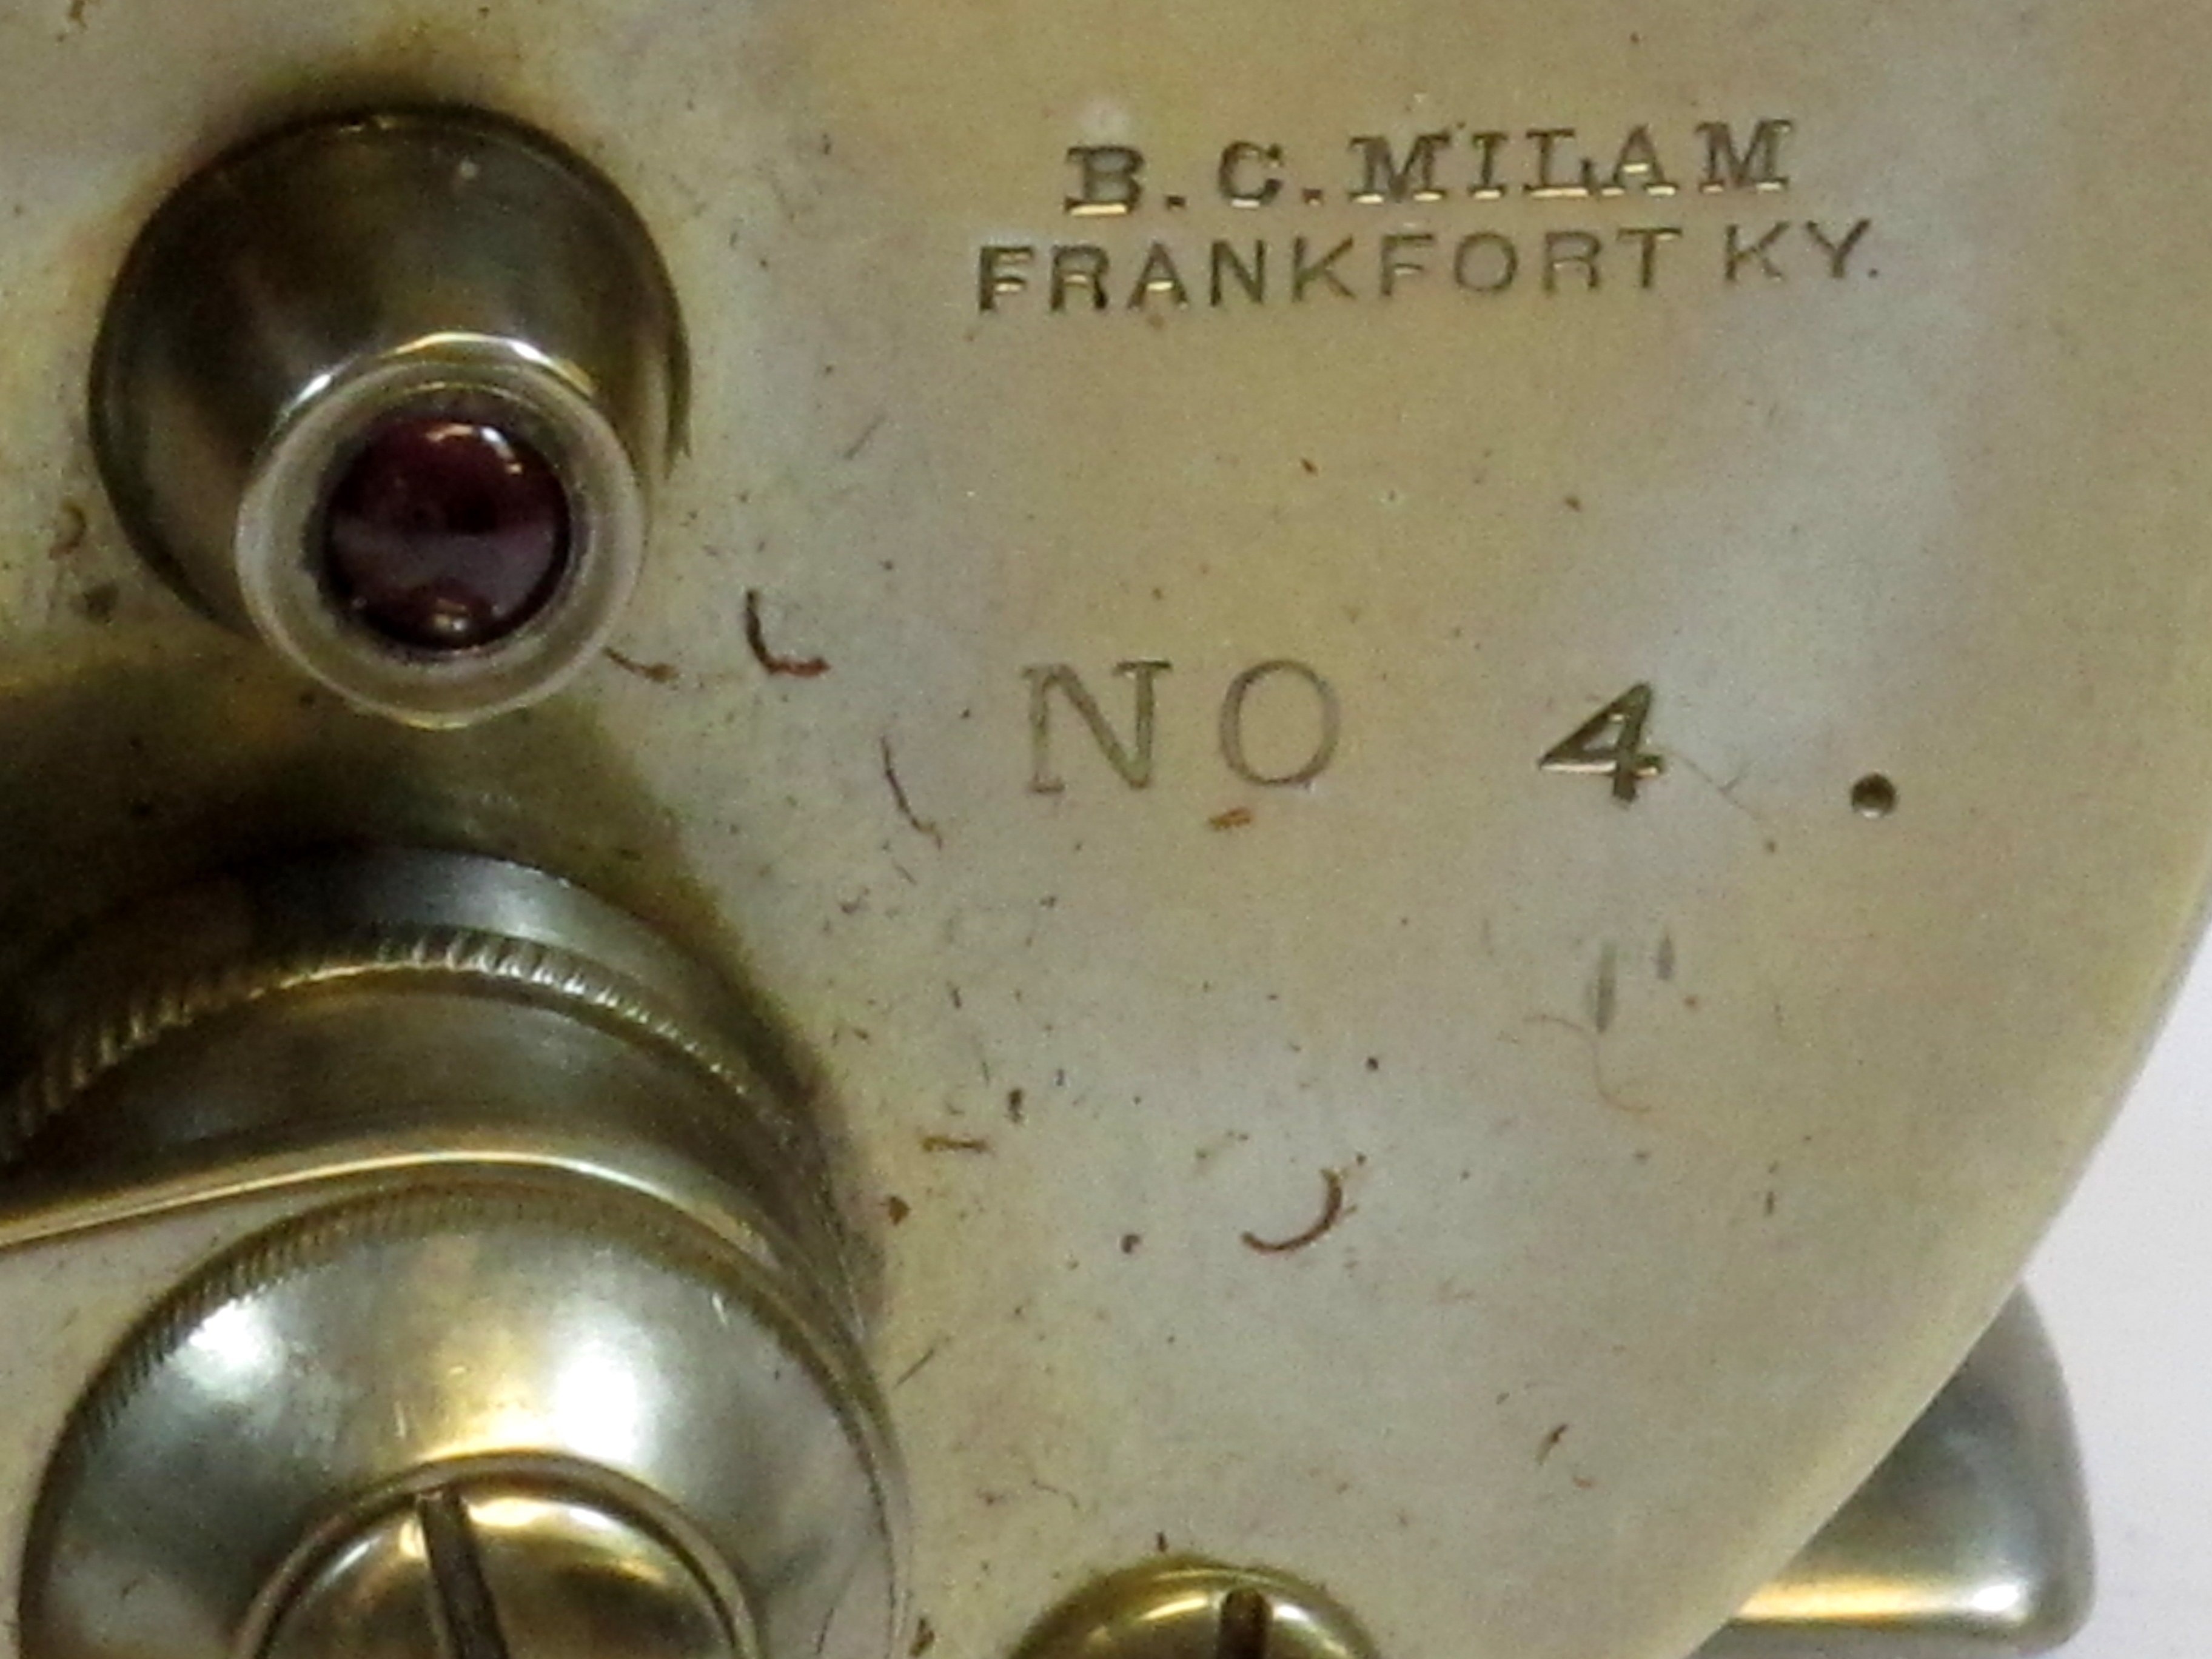 B.C.MILAM
FRANKFORT KY.
NO 4.